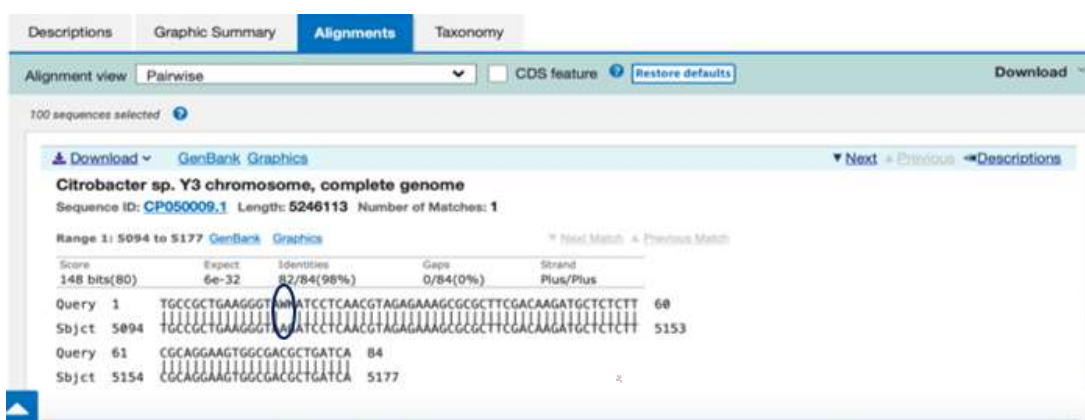 Descriptions Graphic Summary Alignments Taxonomy
Alignment view Pairwise CDS feature ? Restore defaults Download
100 sequences selected ?
Download GenBank Graphics Next Previous Descriptions
Citrobacter sp. Y3 chromosome, complete genome
Sequence ID: CP050009.1 Length: 5246113 Number of Matches: 1
Range 1: 5094 to 5177 GenBank Graphics Next Match Previous Match
Score Expect Identities Gaps Strand
148 bits(80) 6e-32 82/84(98%) 0/84(0%) Plus/Plus
Query 1 TGCCGCTGAAGGGTAWNATCCTCAACGTAGAGAAAGCGCGCTTCGACAAGATGCTCTCTT 60
Sbjct 5094 TGCCGCTGAAGGGTAAGATCCTCAACGTAGAGAAAGCGCGCTTCGACAAGATGCTCTCTT 5153
Query 61 CGCAGGAAGTGGCGACGCTGATCA 84
Sbjct 5154 CGCAGGAAGTGGCGACGCTGATCA 5177